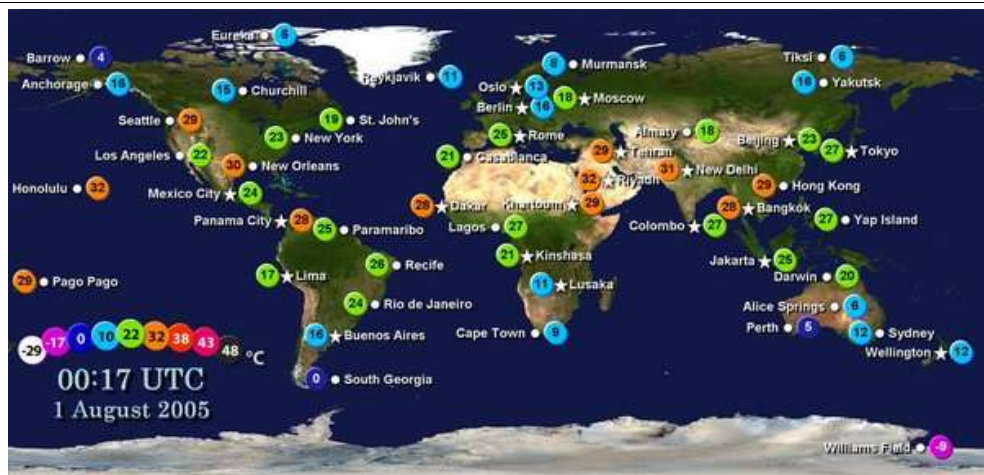 Eureka 6
Barrow 4
Murmansk 8
Tiksi 6
Anchorage 16
Churchill 15
Reykjavik 11
Oslo 13
Yakutsk 16
Berlin 16
Moscow 18
Seattle 29
St. John's 19
New York 23
Rome 25
Almaty 18
Beijing 23
Los Angeles 22
Casablanca 21
Tehran 29
Tokyo 27
New Orleans 30
New Delhi 31
Honolulu 32
Mexico City 24
Riyadh 32
Hong Kong 29
Dakar 28
Khartoum 29
Bangkok 28
Panama City 28
Paramaribo 25
Lagos 27
Colombo 27
Yap Island 27
Kinshasa 21
Jakarta 25
Recife 26
Lima 17
Pago Pago 29
Lusaka 11
Darwin 20
Rio de Janeiro 24
Alice Springs 6
Buenos Aires 16
Cape Town 9
Perth 5
Sydney 12
Wellington 12
-29 -17 0 10 22 32 38 43 48 °C
00:17 UTC
South Georgia 0
1 August 2005
Williams Field -9